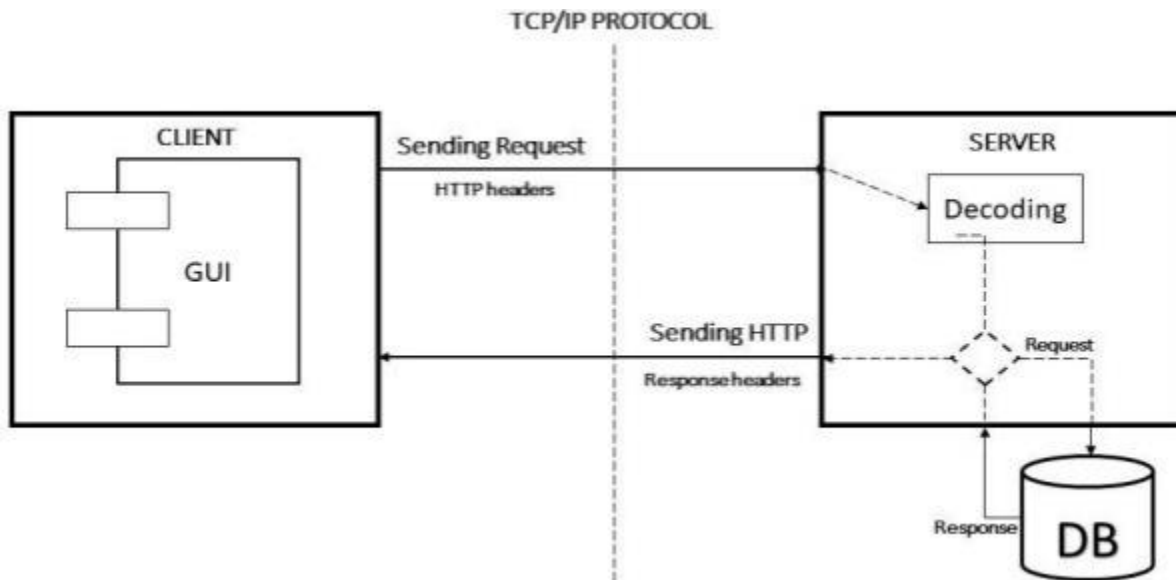 TCP/IP PROTOCOL
CLIENT
GUI
Sending Request
HTTP headers
SERVER
Decoding
Sending HTTP
Response headers
Request
Response
DB